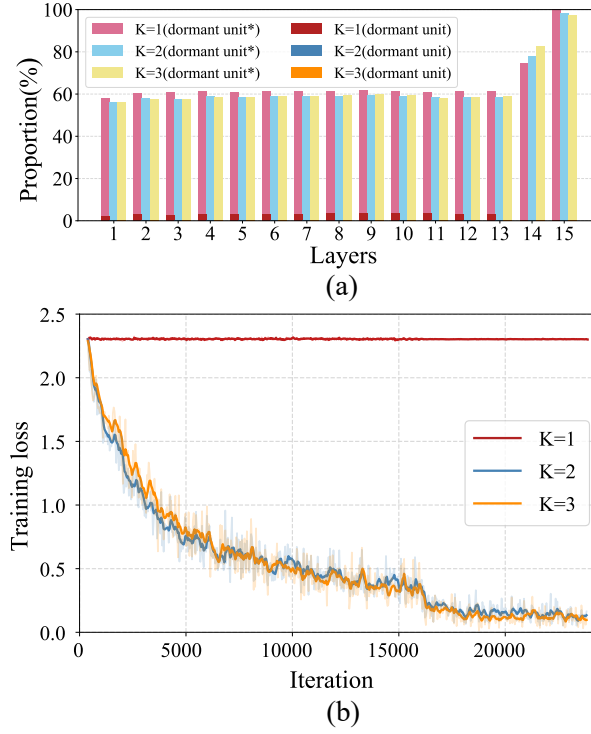 100
80
60
40
20
0
Proportion(%)
K=1(dormant unit*)
K=2(dormant unit*)
K=3(dormant unit*)
K=1(dormant unit)
K=2(dormant unit)
K=3(dormant unit)
1 2 3 4 5 6 7 8 9 10 11 12 13 14 15
Layers
(a)
2.5
2.0
1.5
1.0
0.5
0.0
Training loss
K=1
K=2
K=3
0 5000 10000 15000 20000
Iteration
(b)